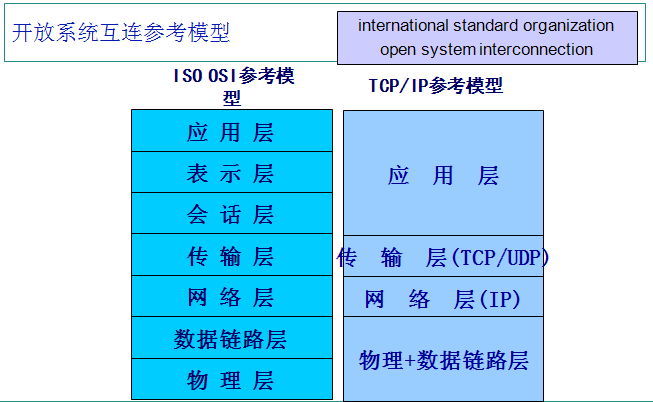 开放系统互连参考模型
international standard organization
open system interconnection
ISO OSI参考模
型
TCP/IP参考模型
应 用 层
表 示 层
会 话 层
传 输 层
网 络 层
数据链路层
物 理 层
应 用 层
传 输 层(TCP/UDP)
网 络 层(IP)
物理+数据链路层